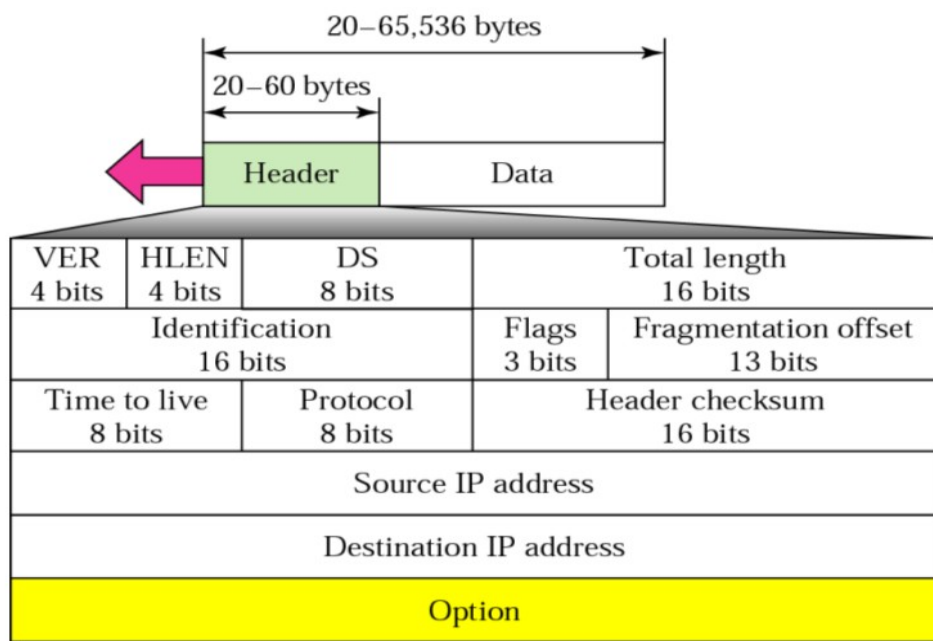 20–65,536 bytes
20–60 bytes
Header
Data
VER
4 bits
HLEN
4 bits
DS
8 bits
Total length
16 bits
Identification
16 bits
Flags
3 bits
Fragmentation offset
13 bits
Time to live
8 bits
Protocol
8 bits
Header checksum
16 bits
Source IP address
Destination IP address
Option